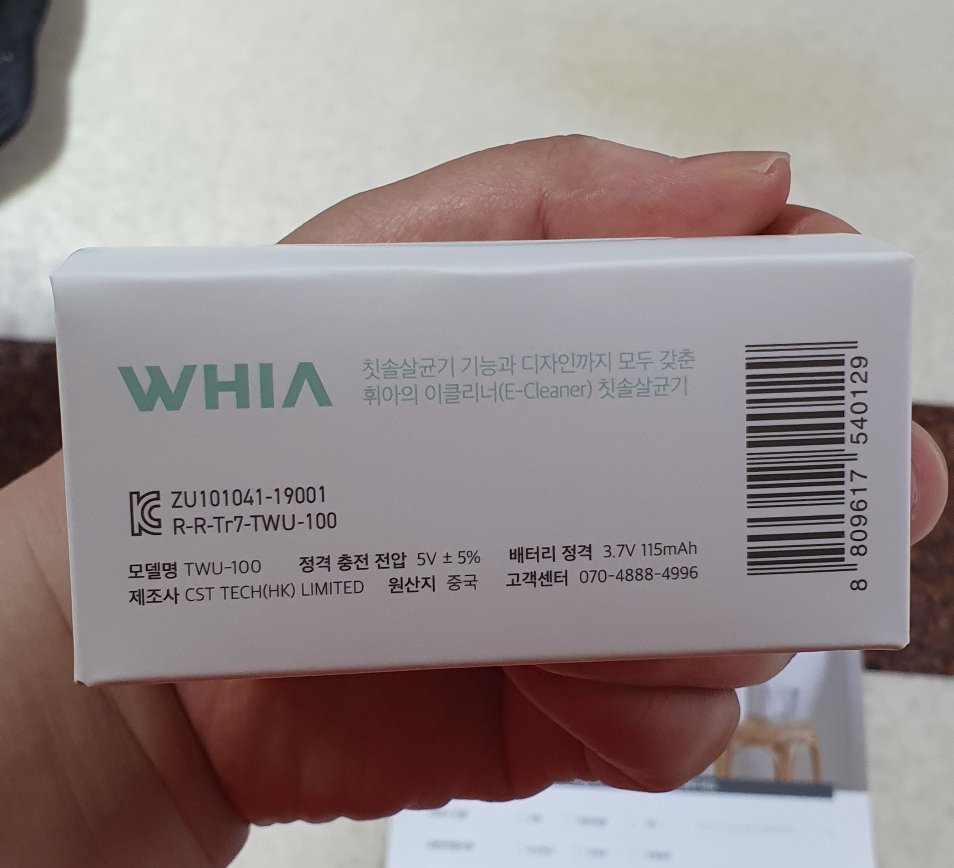 WHIA
칫솔살균기 기능과 디자인까지 모두 갖춘
휘아의 이클리너(E-Cleaner) 칫솔살균기
ZU101041-19001
R-R-Tr7-TWU-100
모델명 TWU-100 정격 충전 전압 5V ± 5% 배터리 정격 3.7V 115mAh
제조사 CST TECH(HK) LIMITED 원산지 중국 고객센터 070-4888-4996
8 809617 540129